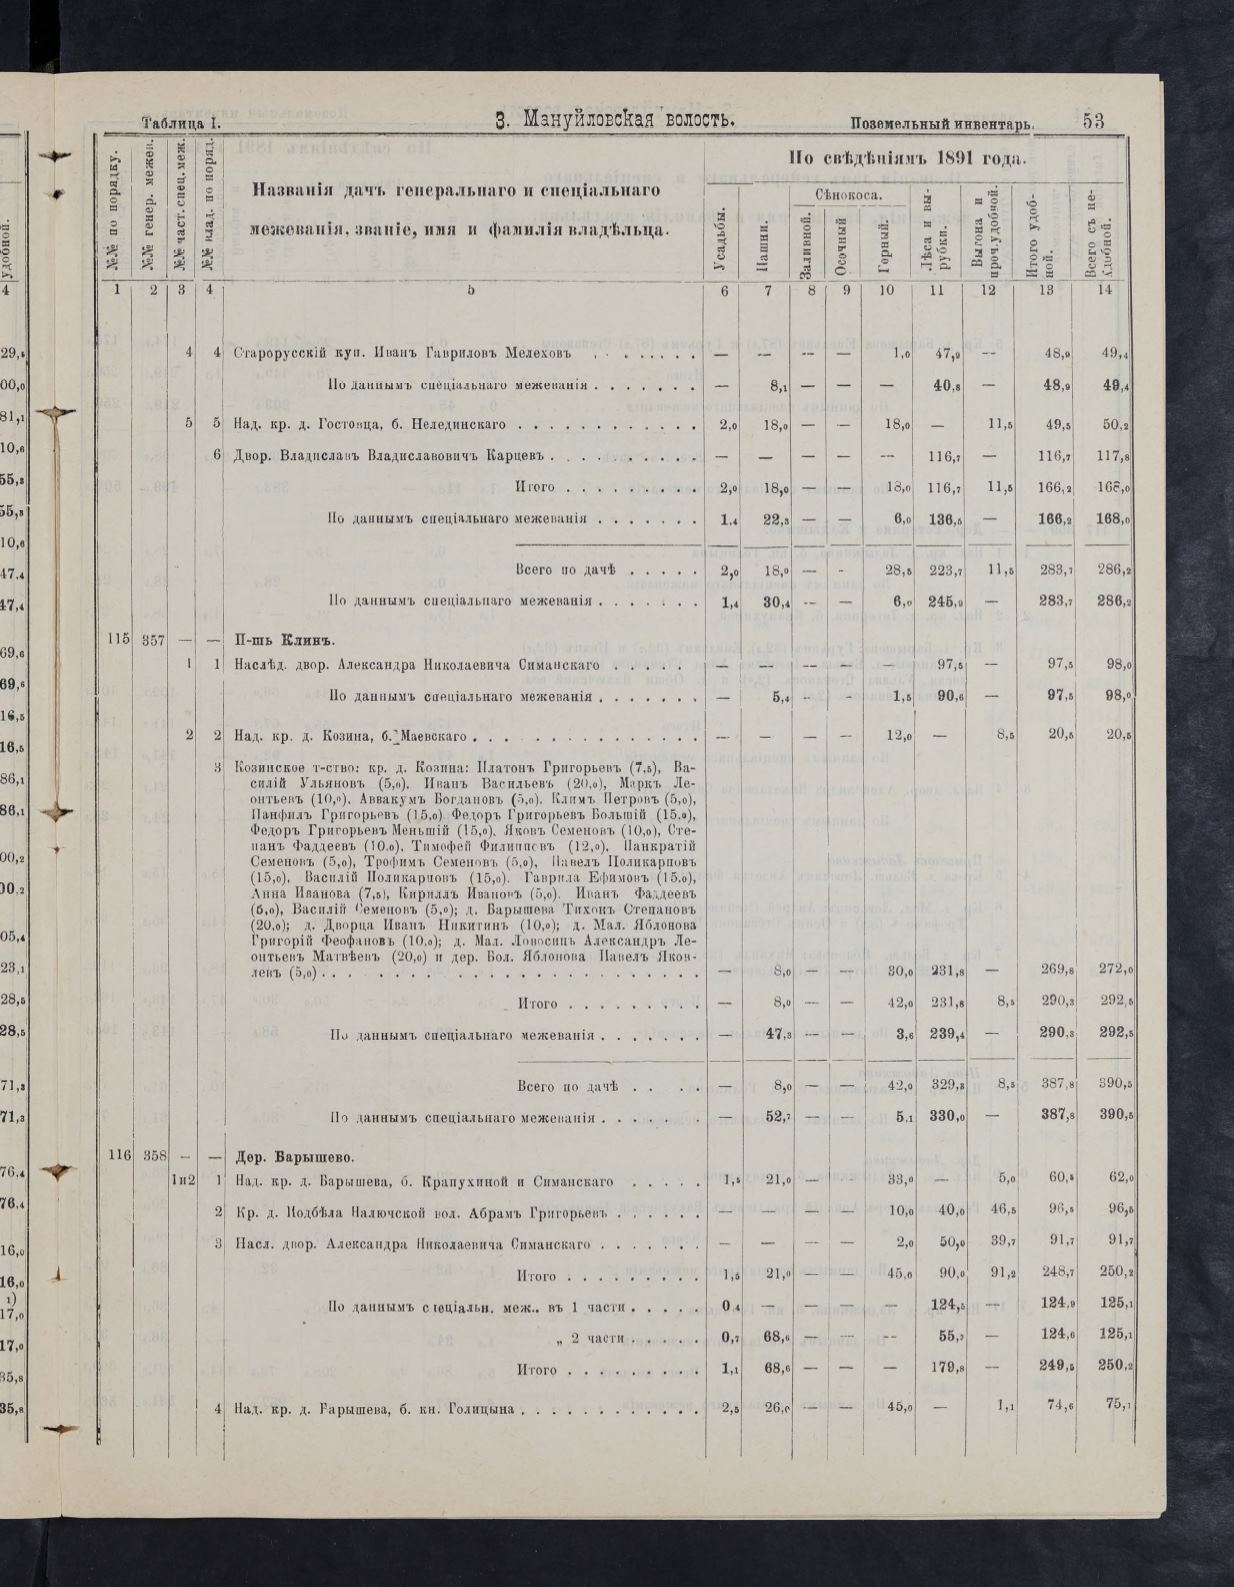 Таблица I.
3. Мануйловская волость.
Поземельный инвентарь.
53
№№ по порядку.
№№ генер. межев.
№№ част. спец. меж.
№№ влад. по поряд.
Названія дачъ генеральнаго и спеціальнаго
межеванія, званіе, имя и фамилія владѣльца.
По свѣдѣніямъ 1891 года.
Усадьбы.
Пашни.
Сѣнокоса.
Заливной.
Осочный
Горный.
Лѣса и вырубки.
Выгона и проч. удобной.
Итого удобной.
Всего съ неудобной.
1 2 3 4 5 6 7 8 9 10 11 12 13 14
4 4 Старорусскій куп. Иванъ Гавриловъ Мелеховъ . . . . . . . — — — — 1,0 47,9 — 48,9 49,4
По даннымъ спеціальнаго межеванія . . . . . . . — 8,1 — — — 40,8 — 48,9 49,4
5 5 Над. кр. д. Гостовца, б. Нелединскаго . . . . . . . . . . . . 2,0 18,0 — — 18,0 — 11,5 49,5 50,2
6 Двор. Владиславъ Владиславовичъ Карцевъ . . . . . . . . . . — — — — — 116,7 — 116,7 117,8
Итого . . . . . . . . . 2,0 18,0 — — 18,0 116,7 11,5 166,2 168,0
По даннымъ спеціальнаго межеванія . . . . . . . 1,4 22,3 — — 6,0 136,5 — 166,2 168,0
Всего по дачѣ . . . . . 2,0 18,0 — - 28,5 223,7 11,5 283,7 286,2
По даннымъ спеціальнаго межеванія . . . . . . . 1,4 30,4 — — 6,0 245,9 — 283,7 286,2
115 357 — — П-шь Клинъ.
1 1 Наслѣд. двор. Александра Николаевича Симанскаго . . . . . — — — — — 97,5 — 97,5 98,0
По даннымъ спеціальнаго межеванія . . . . . . . — 5,4 - - 1,5 90,6 — 97,5 98,0
2 2 Над. кр. д. Козина, б. Маевскаго . . . . . . . . . . . . . . — — — — 12,0 — 8,5 20,5 20,5
3 Козинское т-ство: кр. д. Козина: Платонъ Григорьевъ (7,5), Ва-
силій Ульяновъ (5,0), Иванъ Васильевъ (20,0), Маркъ Ле-
онтьевъ (10,0), Аввакумъ Богдановъ (5,0), Климъ Петровъ (5,0),
Панфилъ Григорьевъ (15,0) Федоръ Григорьевъ Большій (15,0),
Федоръ Григорьевъ Меньшій (15,0), Яковъ Семеновъ (10,0), Сте-
панъ Фаддеевъ (10,0), Тимофей Филипповъ (12,0), Панкратій
Семеновъ (5,0), Трофимъ Семеновъ (5,0), Павелъ Поликарповъ
(15,0), Василій Поликарповъ (15,0), Гаврила Ефимовъ (15,0),
Анна Иванова (7,5), Кириллъ Ивановъ (5,0), Иванъ Фаддеевъ
(6,0), Василій Семеновъ (5,0); д. Барышева Тихонъ Степановъ
(20,0); д. Дворца Иванъ Никитинъ (10,0); д. Мал. Яблонова
Григорій Феофановъ (10,0); д. Мал. Ловосицъ Александръ Ле-
онтьевъ Матвѣевъ (20,0) и дер. Бол. Яблонова Павелъ Яков-
левъ (5,0) . . . . . . . . . . . . . . . . . . . . . . . — 8,0 — — 30,0 231,8 — 269,8 272,0
Итого . . . . . . . . . — 8,0 — — 42,0 231,8 8,5 290,3 292,5
По даннымъ спеціальнаго межеванія . . . . . . . — 47,3 — — 3,6 239,4 — 290,3 292,5
Всего по дачѣ . . . . — 8,0 — — 42,0 329,3 8,5 387,8 390,5
По даннымъ спеціальнаго межеванія . . . . . . — 52,7 — — 5,1 330,0 — 387,8 390,5
116 358 — — Дер. Барышево.
1и2 1 Над. кр. д. Барышева, б. Крапухиной и Симанскаго . . . . . 1,5 21,0 — - 33,0 — 5,0 60,5 62,0
2 Кр. д. Подбѣла Налючской вол. Абрамъ Григорьевъ . . . . . . — — — — 10,0 40,0 46,5 96,5 96,5
3 Насл. двор. Александра Николаевича Симанскаго . . . . . . . — — — — 2,0 50,0 39,7 91,7 91,7
Итого . . . . . . . . . 1,5 21,0 — — 45,0 90,0 91,2 248,7 250,2
По даннымъ спеціальн. меж., въ 1 части . . . . . 0,4 — — — — 124,5 — 124,9 125,1
„ 2 части . . . . . 0,7 68,6 — — — 55,3 — 124,6 125,1
Итого . . . . . . . . . 1,1 68,6 — — — 179,8 — 249,5 250,2
4 Над. кр. д. Барышева, б. кн. Голицына . . . . . . . . . . . . 2,5 26,0 — — 45,0 — 1,1 74,6 75,1